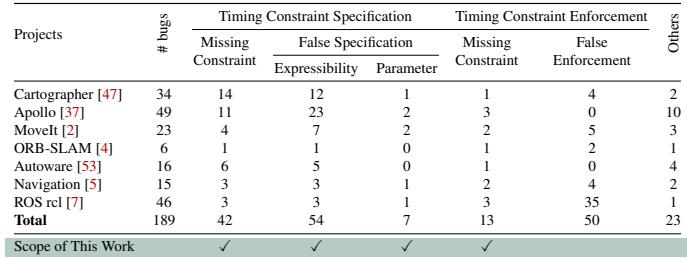 Projects # bugs Timing Constraint Specification Timing Constraint Enforcement Others
Missing Constraint False Specification Missing Constraint False Enforcement
Expressibility Parameter
Cartographer [47] 34 14 12 1 1 4 2
Apollo [37] 49 11 23 2 3 0 10
MoveIt [2] 23 4 7 2 2 5 3
ORB-SLAM [4] 6 1 1 0 1 2 1
Autoware [53] 16 6 5 0 1 0 4
Navigation [5] 15 3 3 1 2 4 2
ROS rcl [7] 46 3 3 1 3 35 1
Total 189 42 54 7 13 50 23
Scope of This Work ✓ ✓ ✓ ✓